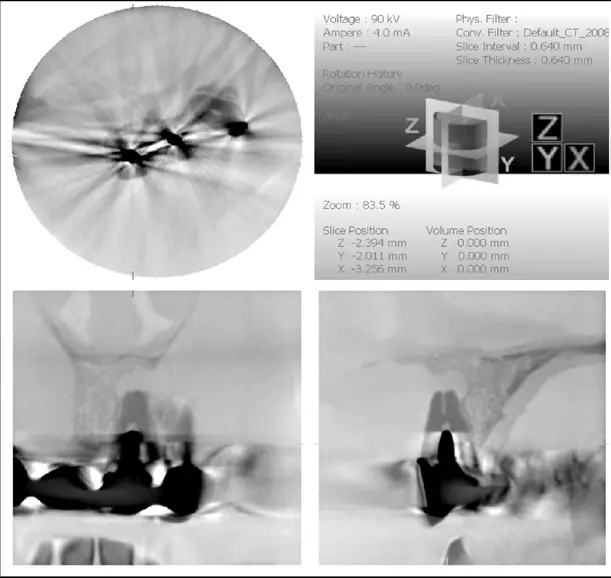 Voltage : 90 kV
Ampere : 4.0 mA
Part : ---
Phys. Filter :
Conv. Filter : Default_CT_2008
Slice Interval : 0.640 mm
Slice Thickness : 0.640 mm
Rotation History
Original Angle : 0.0deg
Angle
Z
X
Y
Z
Y X
Zoom : 83.5 %
Slice Position
Z -2.394 mm
Y -2.011 mm
X -3.256 mm
Volume Position
Z 0.000 mm
Y 0.000 mm
X 0.000 mm